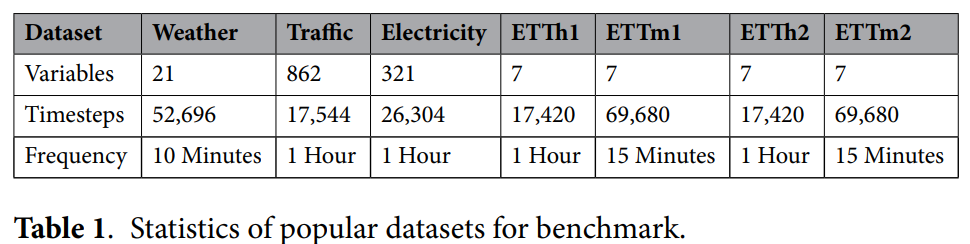 Dataset Weather Traffic Electricity ETTh1 ETTm1 ETTh2 ETTm2
Variables 21 862 321 7 7 7 7
Timesteps 52,696 17,544 26,304 17,420 69,680 17,420 69,680
Frequency 10 Minutes 1 Hour 1 Hour 1 Hour 15 Minutes 1 Hour 15 Minutes
Table 1. Statistics of popular datasets for benchmark.